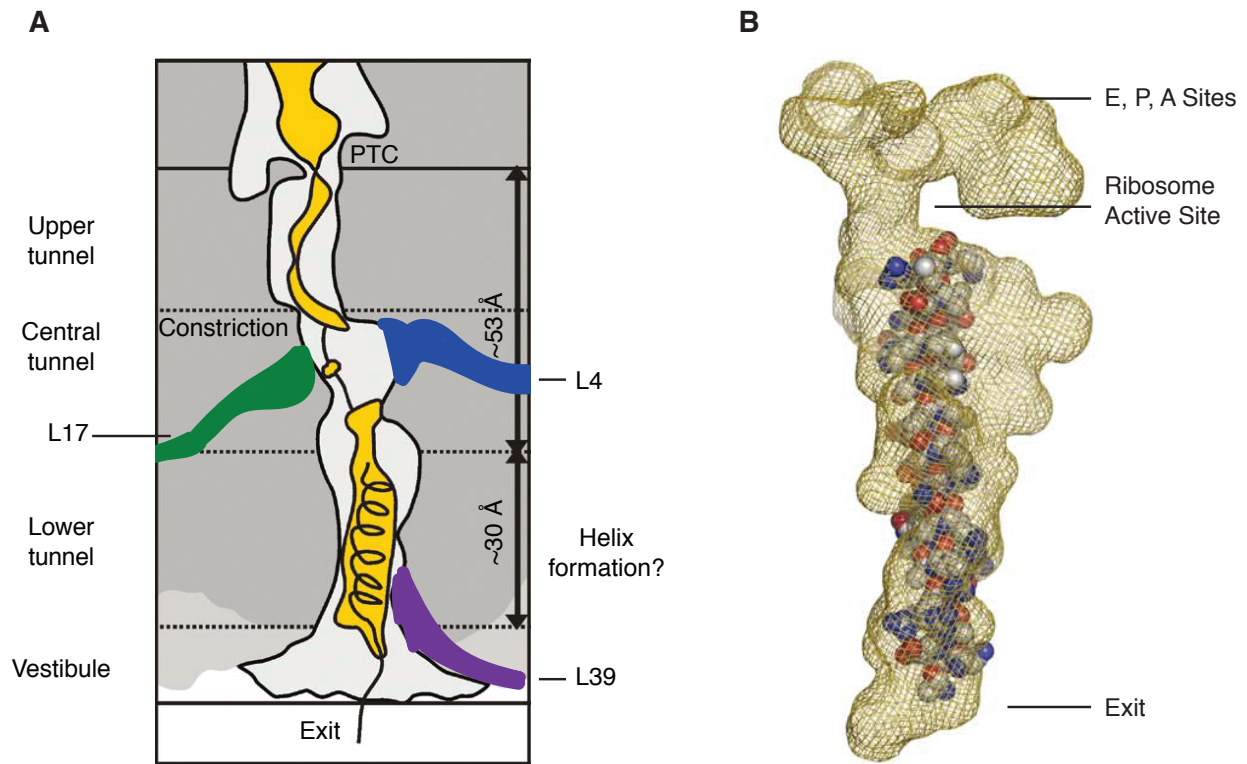 A
PTC
Upper
tunnel
~53 Å
Constriction
Central
tunnel
L4
L17
Lower
tunnel
~30 Å
Helix
formation?
Vestibule
L39
Exit
B
E, P, A Sites
Ribosome
Active Site
Exit